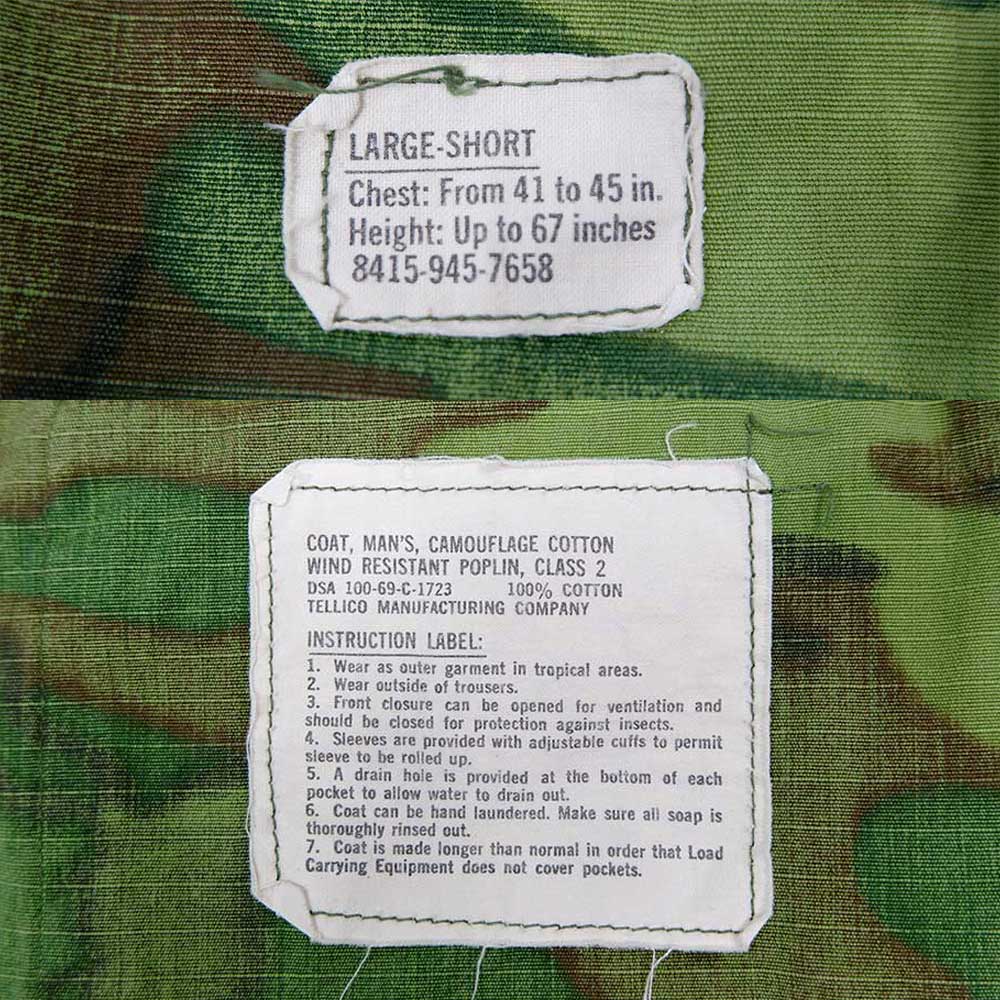 LARGE-SHORT
Chest: From 41 to 45 in.
Height: Up to 67 inches
8415-945-7658
COAT, MAN'S, CAMOUFLAGE COTTON
WIND RESISTANT POPLIN, CLASS 2
DSA 100-69-C-1723 100% COTTON
TELLICO MANUFACTURING COMPANY
INSTRUCTION LABEL:
1. Wear as outer garment in tropical areas.
2. Wear outside of trousers.
3. Front closure can be opened for ventilation and
should be closed for protection against insects.
4. Sleeves are provided with adjustable cuffs to permit
sleeve to be rolled up.
5. A drain hole is provided at the bottom of each
pocket to allow water to drain out.
6. Coat can be hand laundered. Make sure all soap is
thoroughly rinsed out.
7. Coat is made longer than normal in order that Load
Carrying Equipment does not cover pockets.